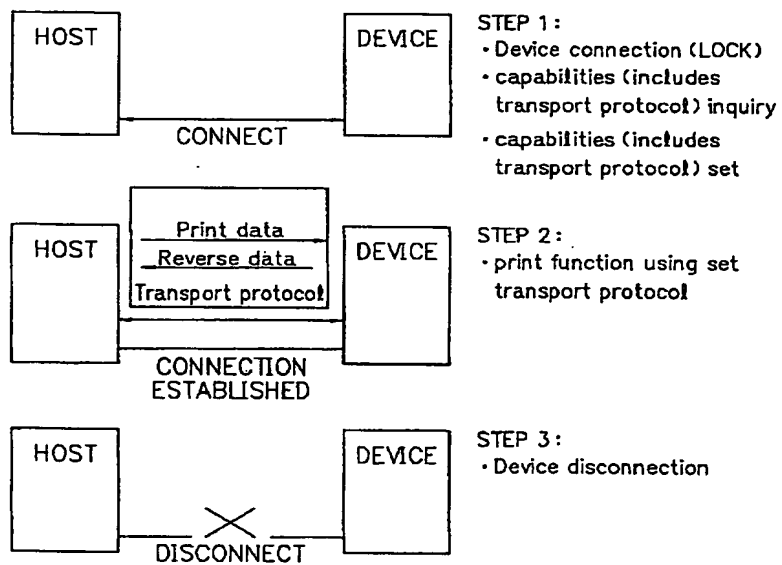 HOST
DEVICE
CONNECT
STEP 1:
· Device connection (LOCK)
· capabilities (includes
transport protocol) inquiry
· capabilities (includes
transport protocol) set
HOST
Print data
Reverse data
Transport protocol
DEVICE
CONNECTION
ESTABLISHED
STEP 2:
· print function using set
transport protocol
HOST
DEVICE
DISCONNECT
STEP 3:
· Device disconnection